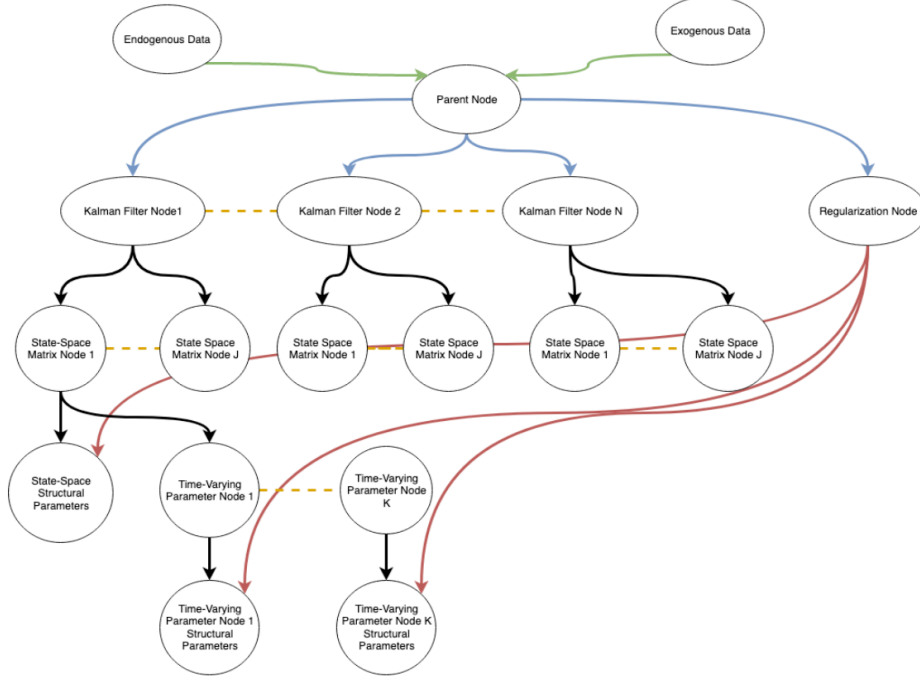 Endogenous Data
Exogenous Data
Parent Node
Kalman Filter Node1
Kalman Filter Node 2
Kalman Filter Node N
Regularization Node
State-Space
Matrix Node 1
State Space
Matrix Node J
State Space
Matrix Node 1
State Space
Matrix Node J
State Space
Matrix Node 1
State Space
Matrix Node J
State-Space
Structural
Parameters
Time-Varying
Parameter Node 1
Time-Varying
Parameter Node
K
Time-Varying
Parameter Node 1
Structural
Parameters
Time-Varying
Parameter Node K
Structural
Parameters